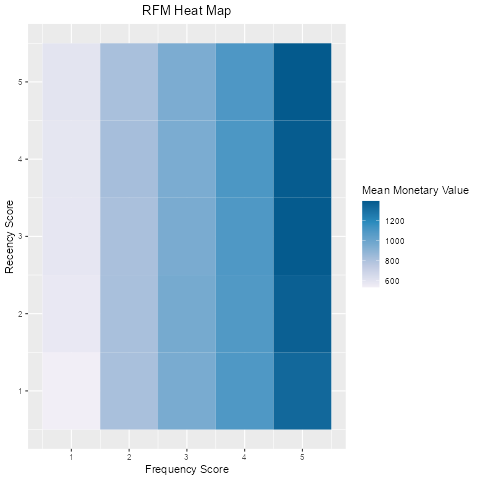 RFM Heat Map
Recency Score
5
4
3
2
1
1 2 3 4 5
Frequency Score
Mean Monetary Value
1200
1000
800
600